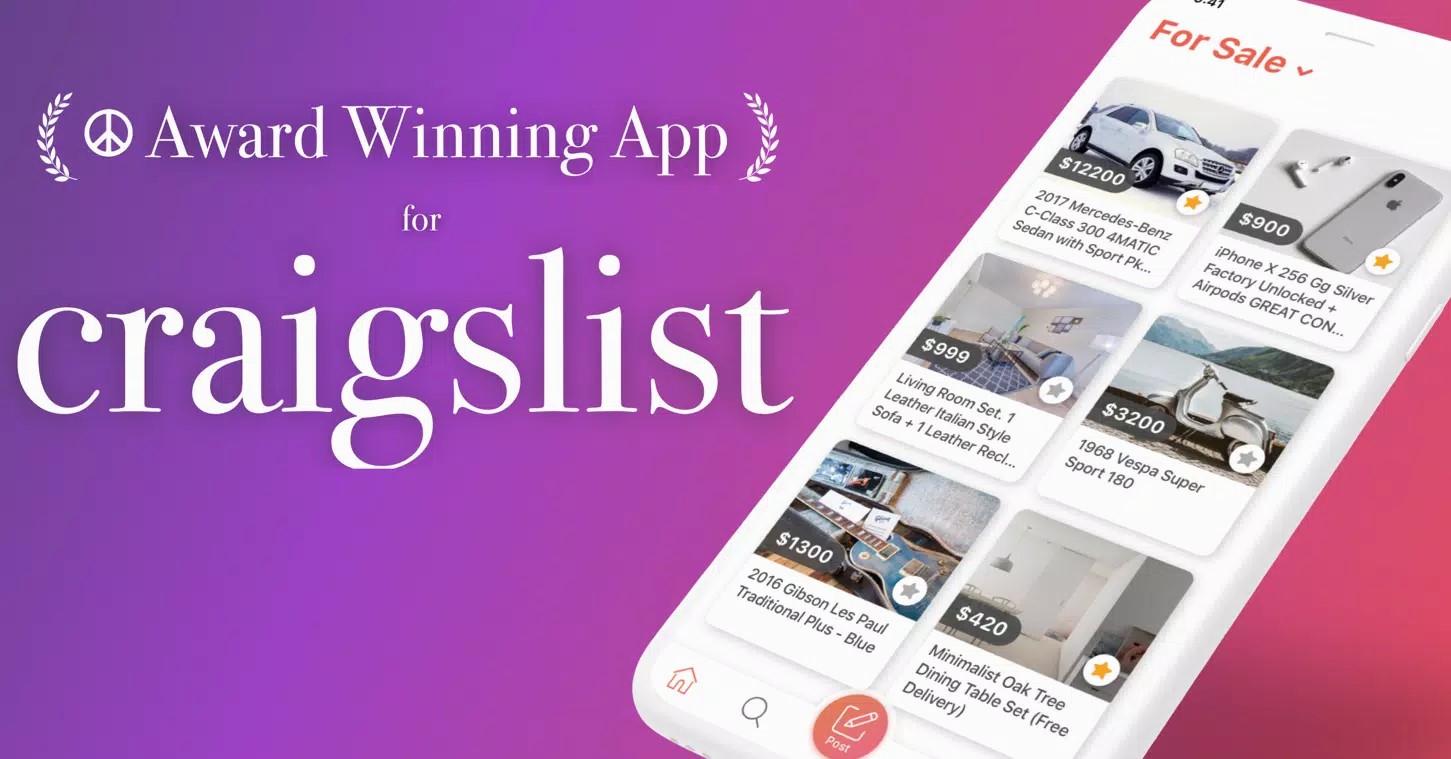 ☮ Award Winning App
for
craigslist
For Sale
$12200
2017 Mercedes-Benz
C-Class 300 4MATIC
Sedan with Sport Pk...
$900
iPhone X 256 Gg Silver
Factory Unlocked +
Airpods GREAT CON...
$999
Living Room Set. 1
Leather Italian Style
Sofa + 1 Leather Recl...
$3200
1968 Vespa Super
Sport 180
$1300
2016 Gibson Les Paul
Traditional Plus - Blue
$420
Minimalist Oak Tree
Dining Table Set (Free
Delivery)
Post